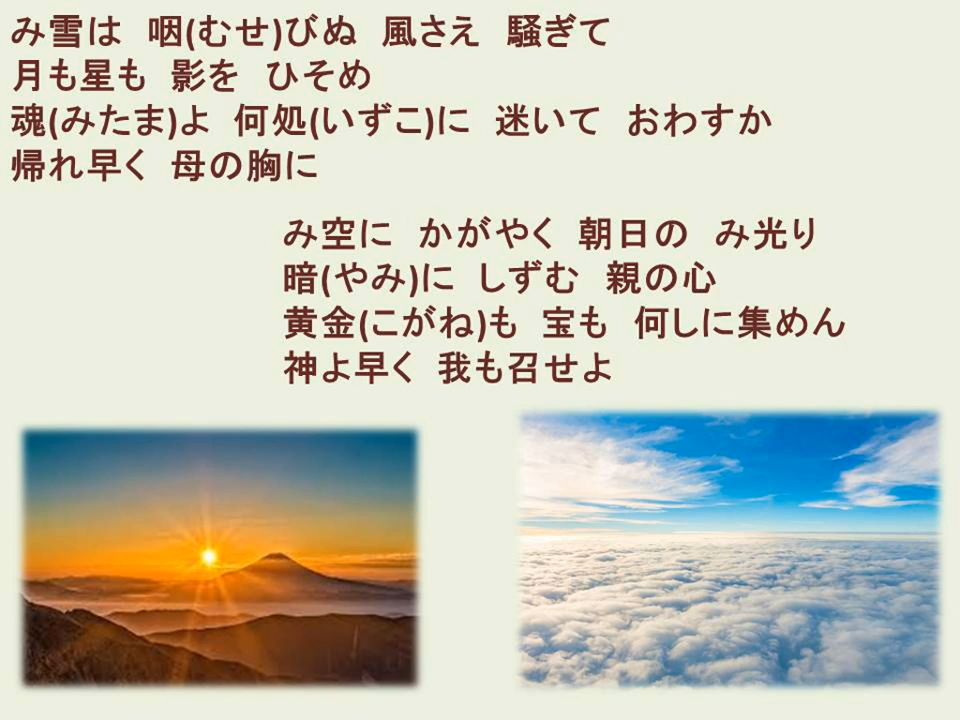 み雪は　咽(むせ)びぬ　風さえ　騒ぎて
月も星も　影を　ひそめ
魂(みたま)よ　何処(いずこ)に　迷いて　おわすか
帰れ早く　母の胸に
み空に　かがやく　朝日の　み光り
暗(やみ)に　しずむ　親の心
黄金(こがね)も　宝も　何しに集めん
神よ早く　我も召せよ